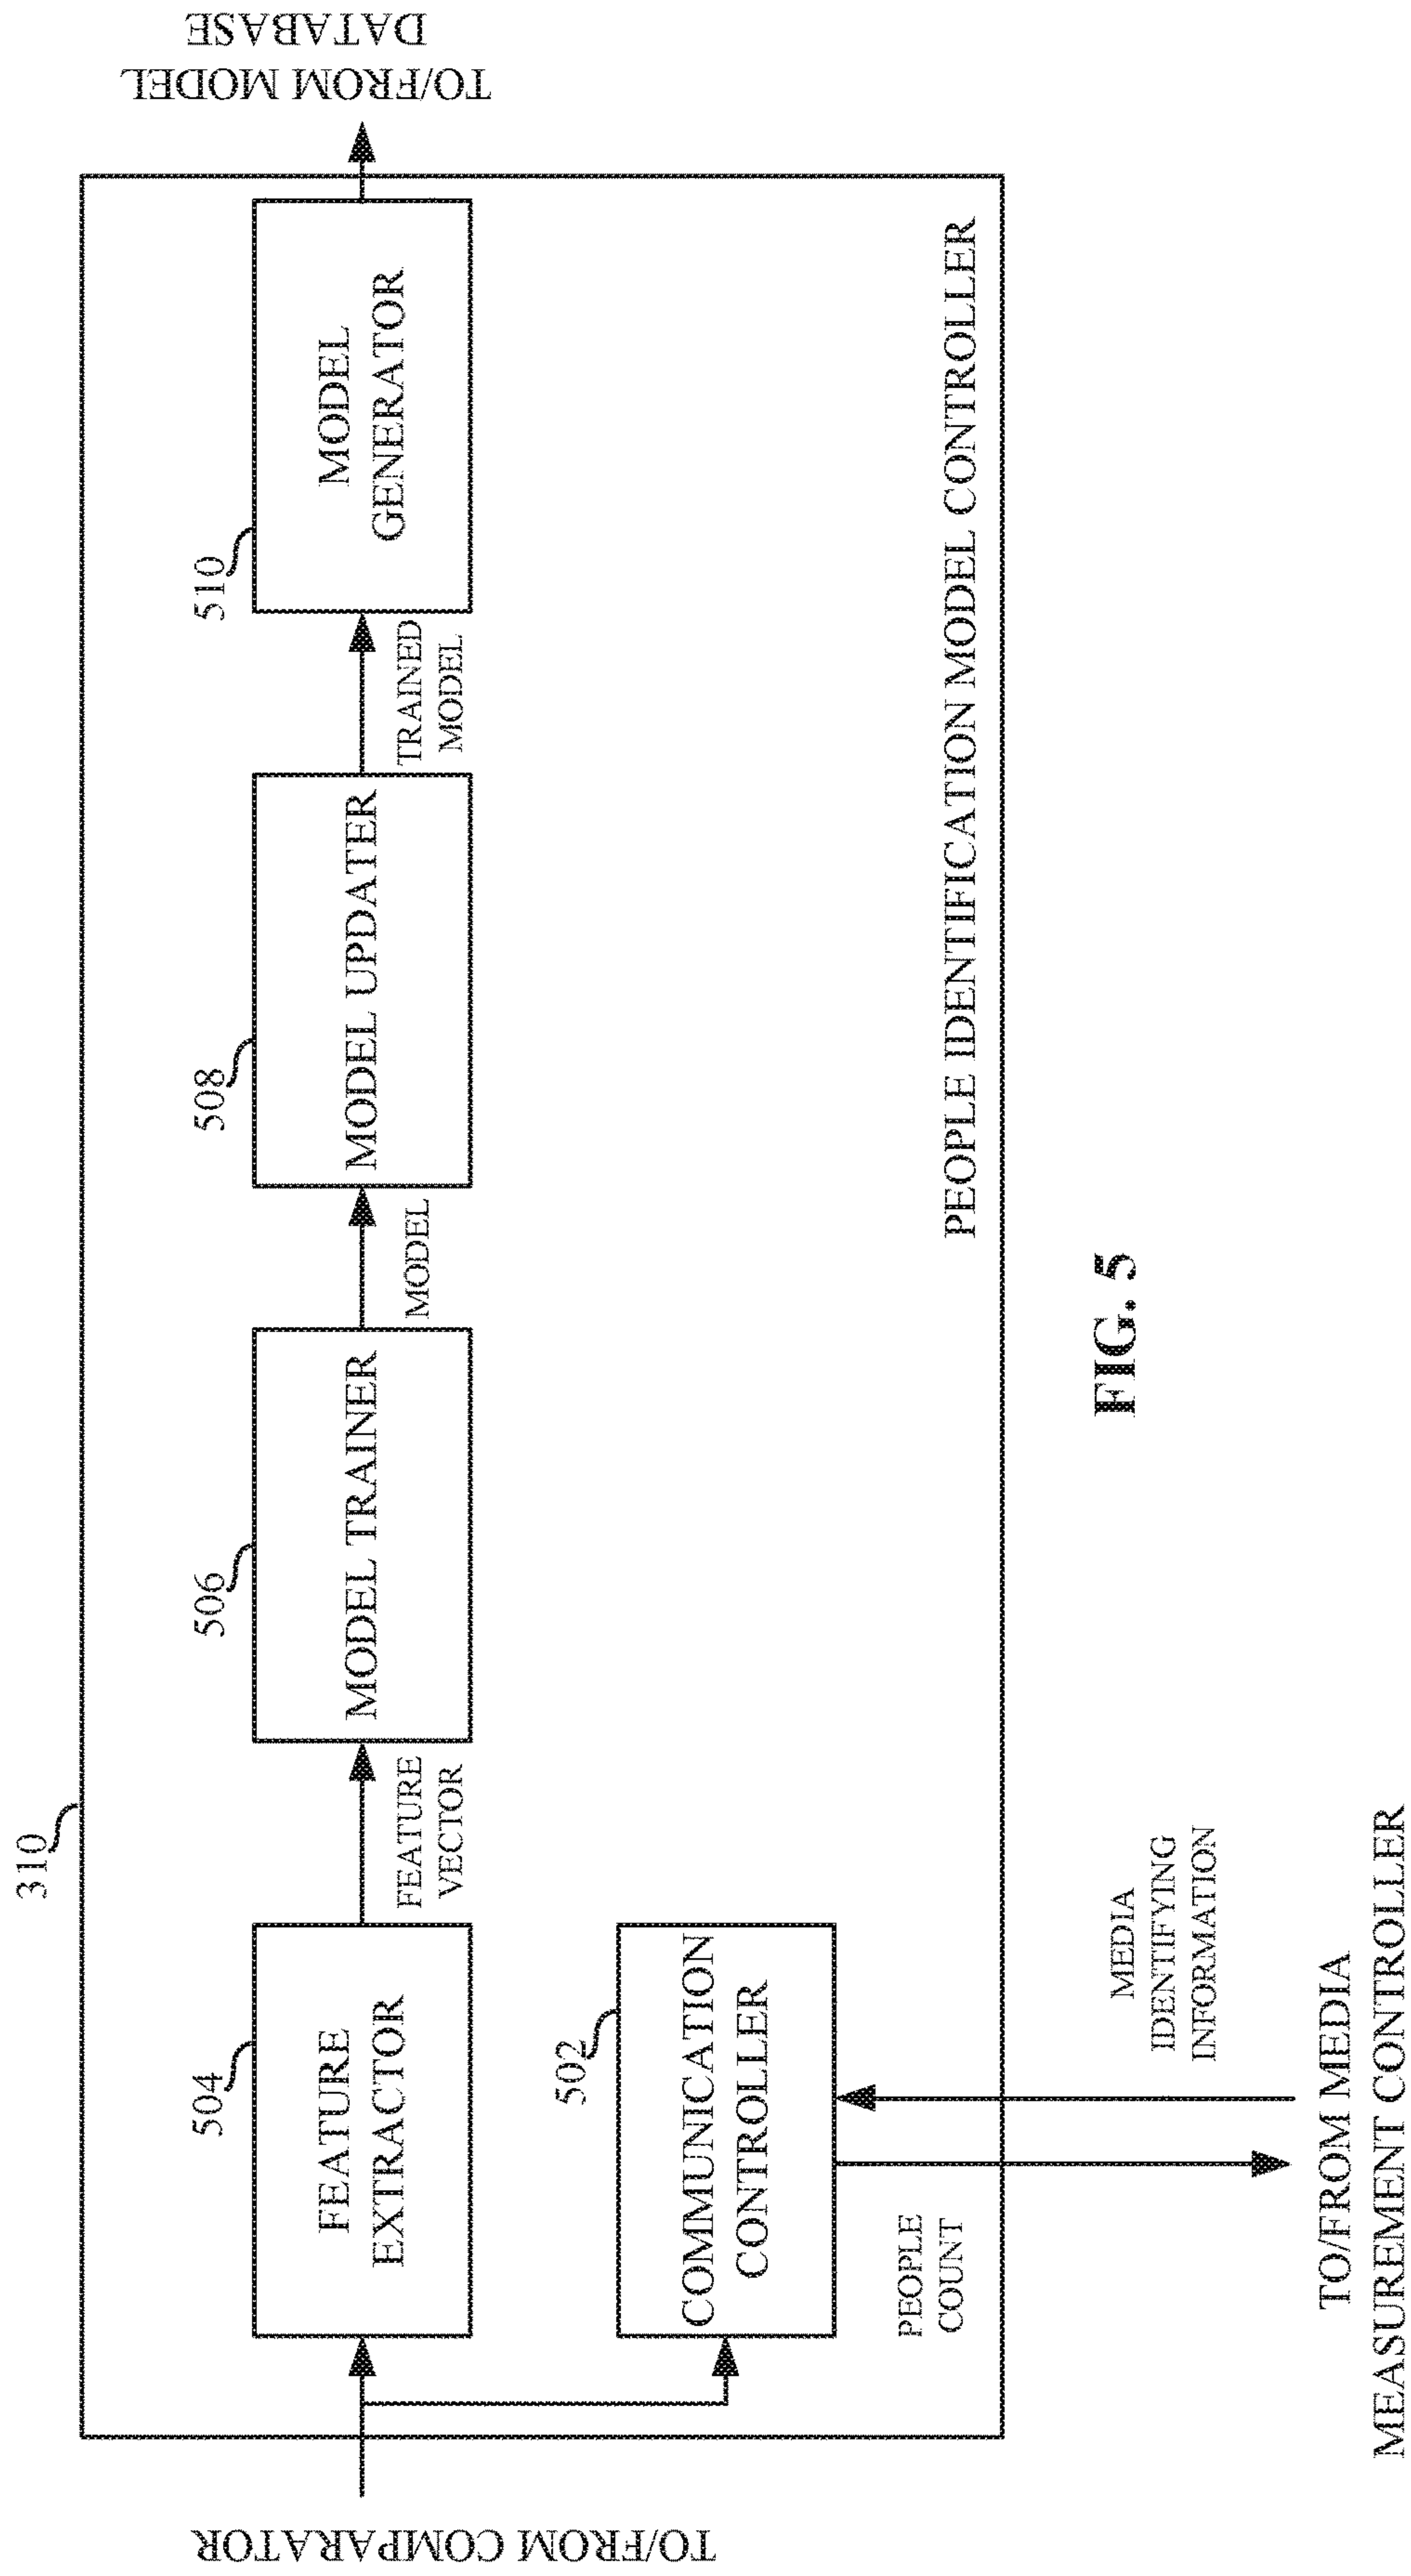 310
TO/FROM COMPARATOR
504
FEATURE
EXTRACTOR
FEATURE
VECTOR
506
MODEL TRAINER
MODEL
508
MODEL UPDATER
TRAINED
MODEL
510
MODEL
GENERATOR
TO/FROM MODEL
DATABASE
502
COMMUNICATION
CONTROLLER
PEOPLE
COUNT
MEDIA
IDENTIFYING
INFORMATION
TO/FROM MEDIA
MEASUREMENT CONTROLLER
PEOPLE IDENTIFICATION MODEL CONTROLLER
FIG. 5